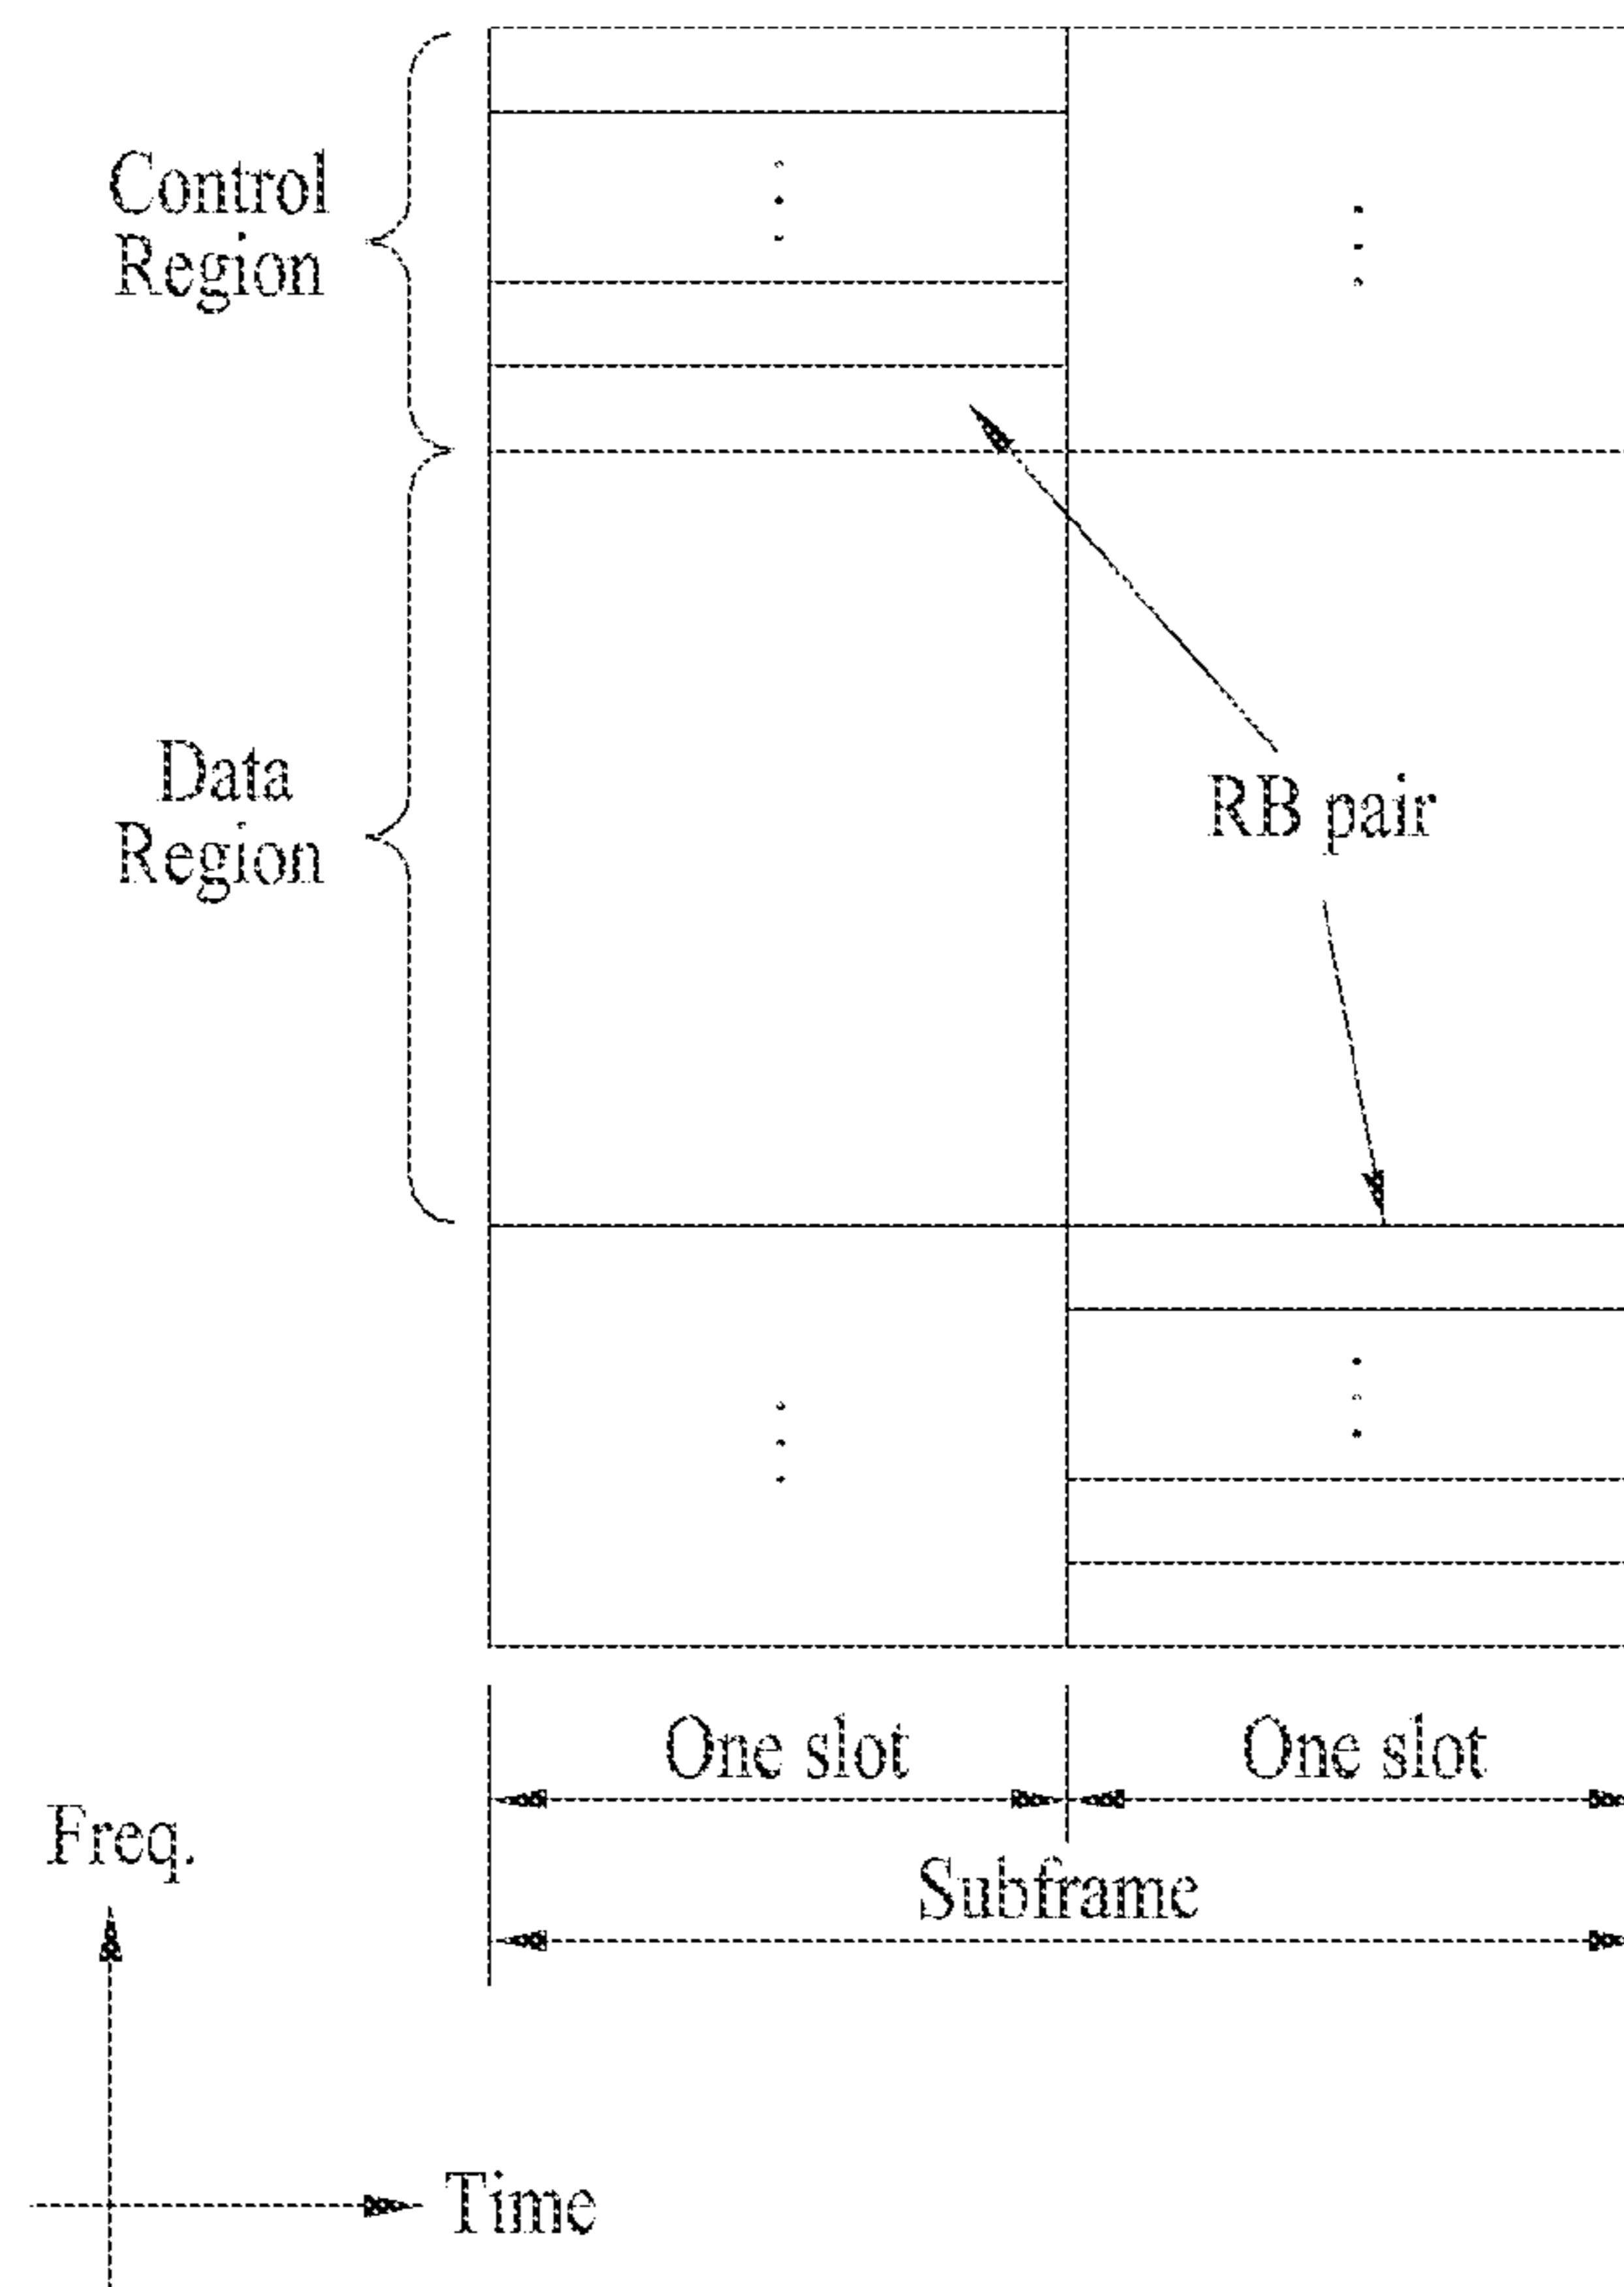 Control
Region
Data
Region
RB pair
One slot
One slot
Subframe
Freq.
Time